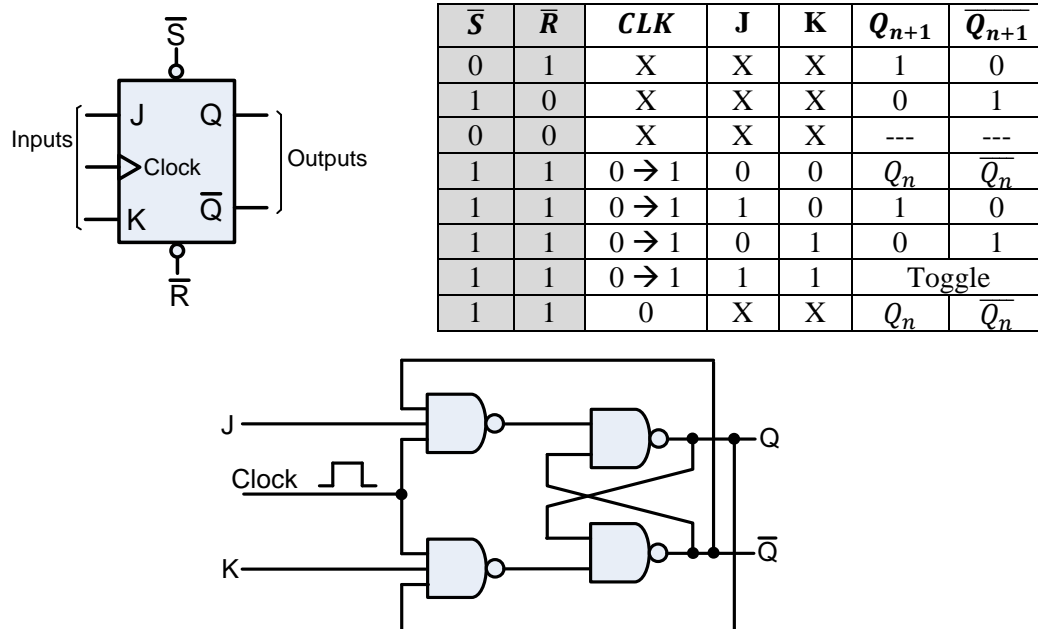 S̅
J Q
Inputs
Clock
Outputs
K Q̅
R̅
S̅ R̅ CLK J K Qₙ₊₁ Q̅ₙ₊₁
0 1 X X X 1 0
1 0 X X X 0 1
0 0 X X X --- ---
1 1 0 → 1 0 0 Qₙ Q̅ₙ
1 1 0 → 1 1 0 1 0
1 1 0 → 1 0 1 0 1
1 1 0 → 1 1 1 Toggle
1 1 0 X X Qₙ Q̅ₙ
J Q
Clock
K Q̅